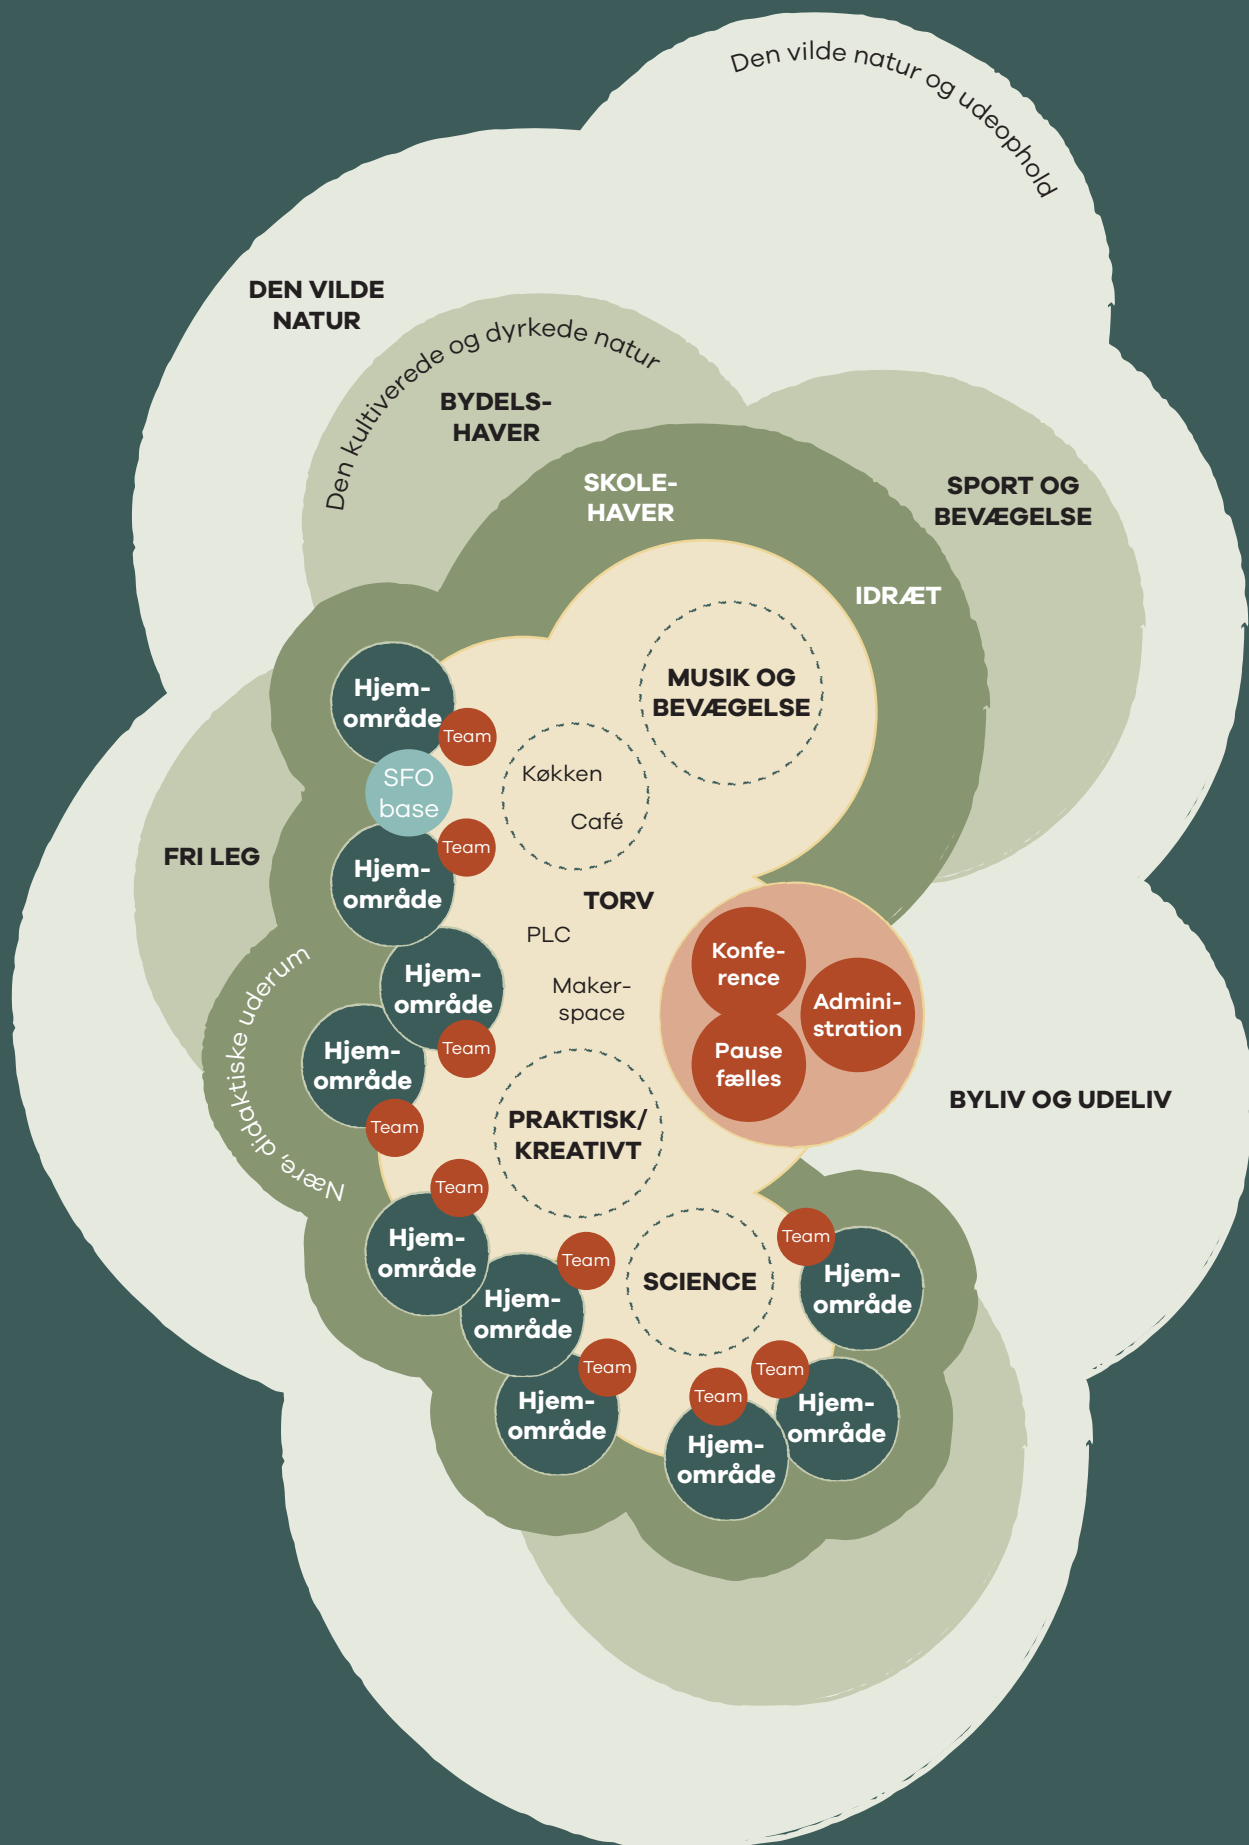 Den vilde natur og udeophold
DEN VILDE
NATUR
Den kultiverede og dyrkede natur
BYDELS-
HAVER
SKOLE-
HAVER
SPORT OG
BEVÆGELSE
IDRÆT
MUSIK OG
BEVÆGELSE
Hjem-
område
Team
SFO
base
Køkken
Café
Team
Hjem-
område
FRI LEG
TORV
PLC
Maker-
space
Konfe-
rence
Admini-
stration
Pause
fælles
Hjem-
område
Team
Nære, didaktiske uderum
Hjem-
område
Team
BYLIV OG UDELIV
PRAKTISK/
KREATIVT
Team
Hjem-
område
Team
Hjem-
område
SCIENCE
Team
Hjem-
område
Team
Hjem-
område
Team
Hjem-
område
Team
Hjem-
område